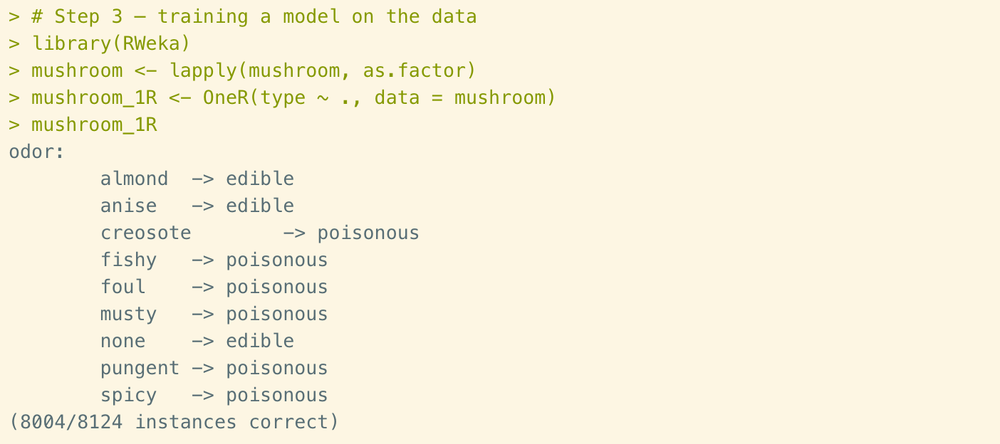 > # Step 3 — training a model on the data
> library(RWeka)
> mushroom <- lapply(mushroom, as.factor)
> mushroom_1R <- OneR(type ~ ., data = mushroom)
> mushroom_1R
odor:
        almond  -> edible
        anise   -> edible
        creosote        -> poisonous
        fishy   -> poisonous
        foul    -> poisonous
        musty   -> poisonous
        none    -> edible
        pungent -> poisonous
        spicy   -> poisonous
(8004/8124 instances correct)